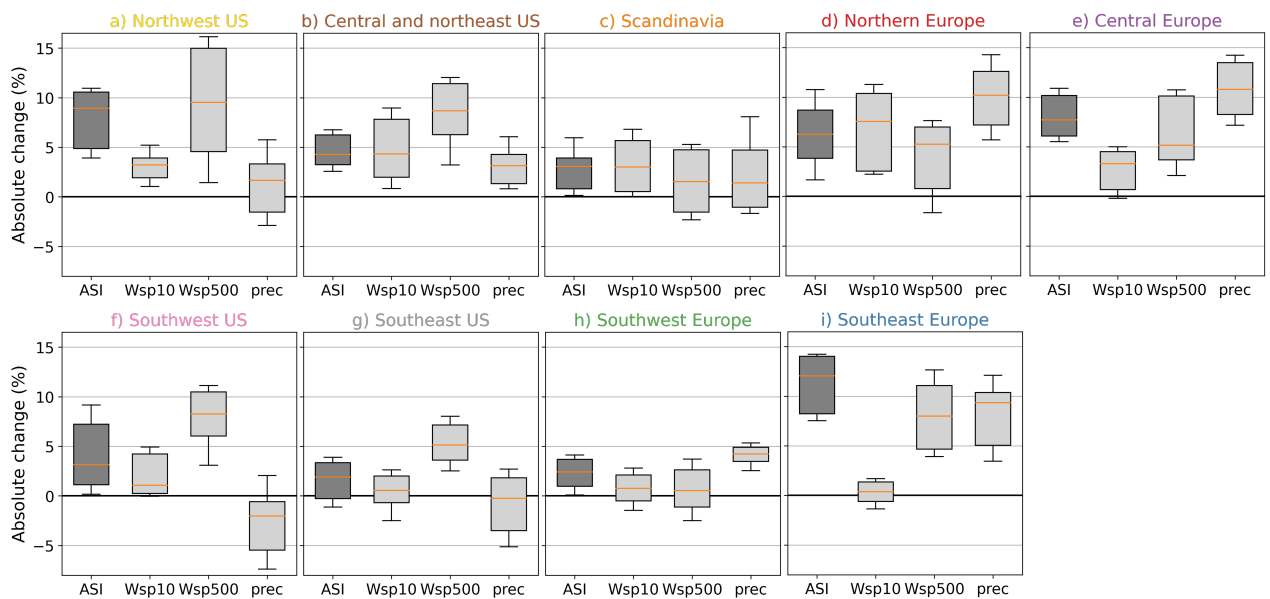 a) Northwest US
b) Central and northeast US
c) Scandinavia
d) Northern Europe
e) Central Europe
Absolute change (%)
15
10
5
0
−5
ASI Wsp10 Wsp500 prec
ASI Wsp10 Wsp500 prec
ASI Wsp10 Wsp500 prec
ASI Wsp10 Wsp500 prec
ASI Wsp10 Wsp500 prec
f) Southwest US
g) Southeast US
h) Southwest Europe
i) Southeast Europe
Absolute change (%)
15
10
5
0
−5
ASI Wsp10 Wsp500 prec
ASI Wsp10 Wsp500 prec
ASI Wsp10 Wsp500 prec
ASI Wsp10 Wsp500 prec